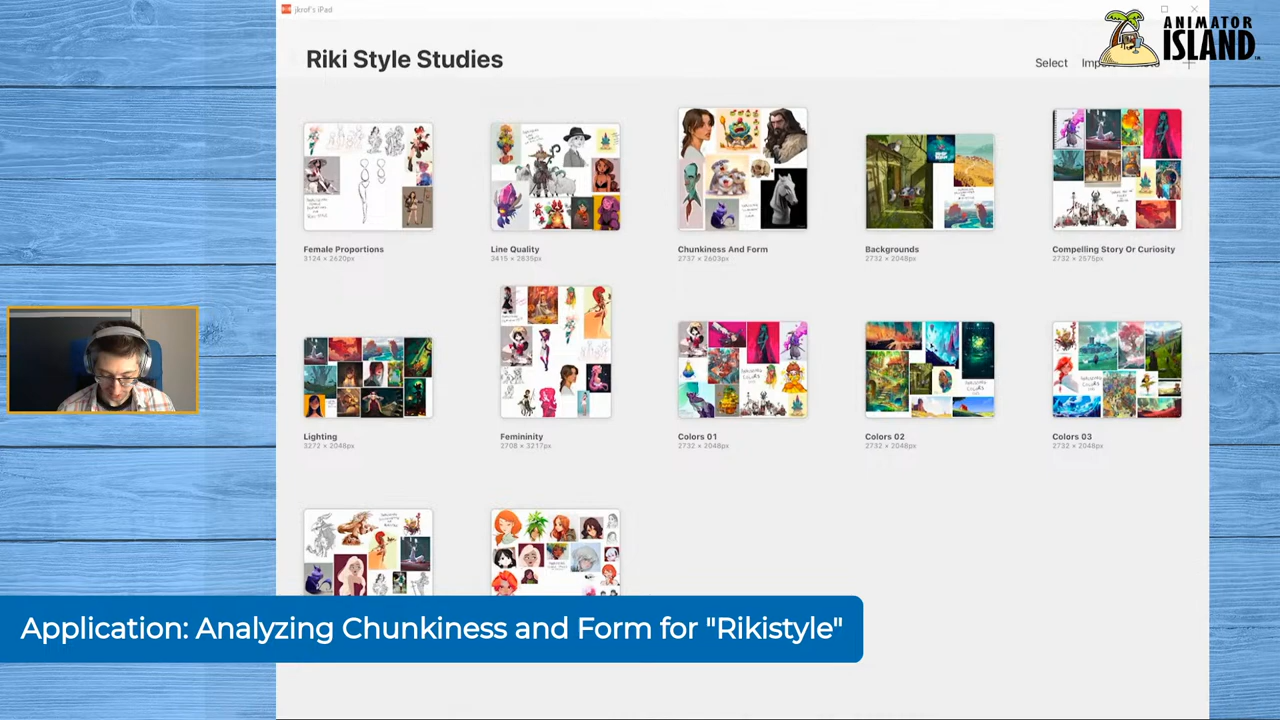 jkrof's iPad
ANIMATOR
ISLAND
Riki Style Studies
Select
Female Proportions
3124 × 2620px
Line Quality
3415 × 2835px
Chunkiness And Form
2737 × 2603px
Backgrounds
2732 × 2048px
Compelling Story Or Curiosity
2732 × 2575px
Lighting
3272 × 2048px
Femininity
2708 × 3217px
Colors 01
2732 × 2048px
Colors 02
2732 × 2048px
Colors 03
2732 × 2048px
Application: Analyzing Chunkiness and Form for "Rikistyle"